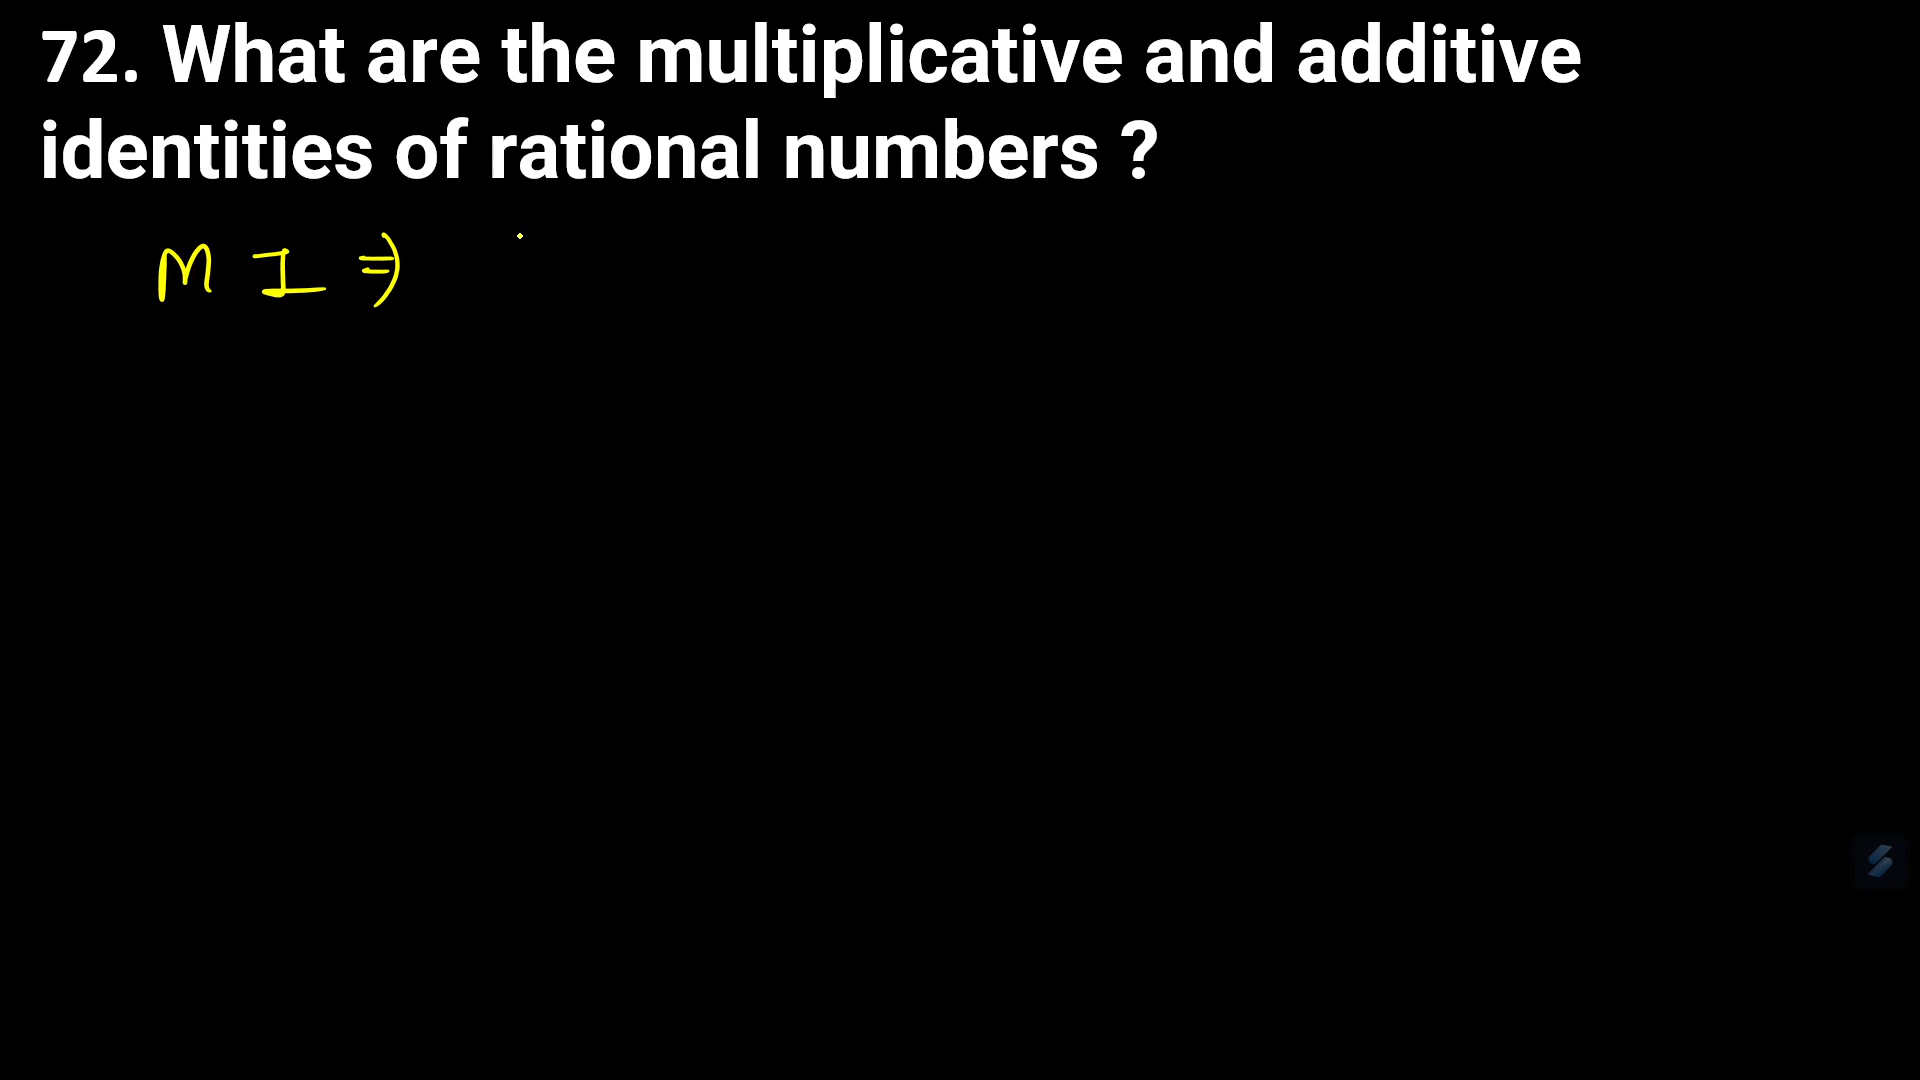 72. What are the multiplicative and additive
identities of rational numbers ?
M I ⇒